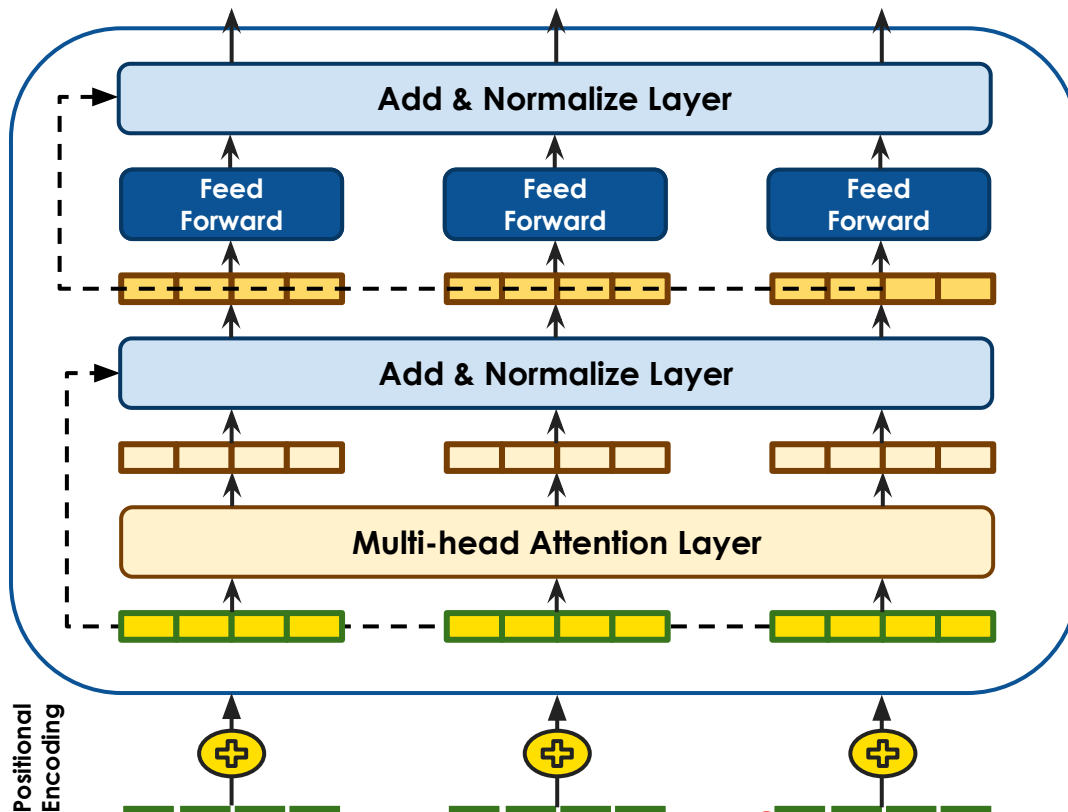 Add & Normalize Layer
Feed
Forward
Feed
Forward
Feed
Forward
Add & Normalize Layer
Multi-head Attention Layer
Positional
Encoding